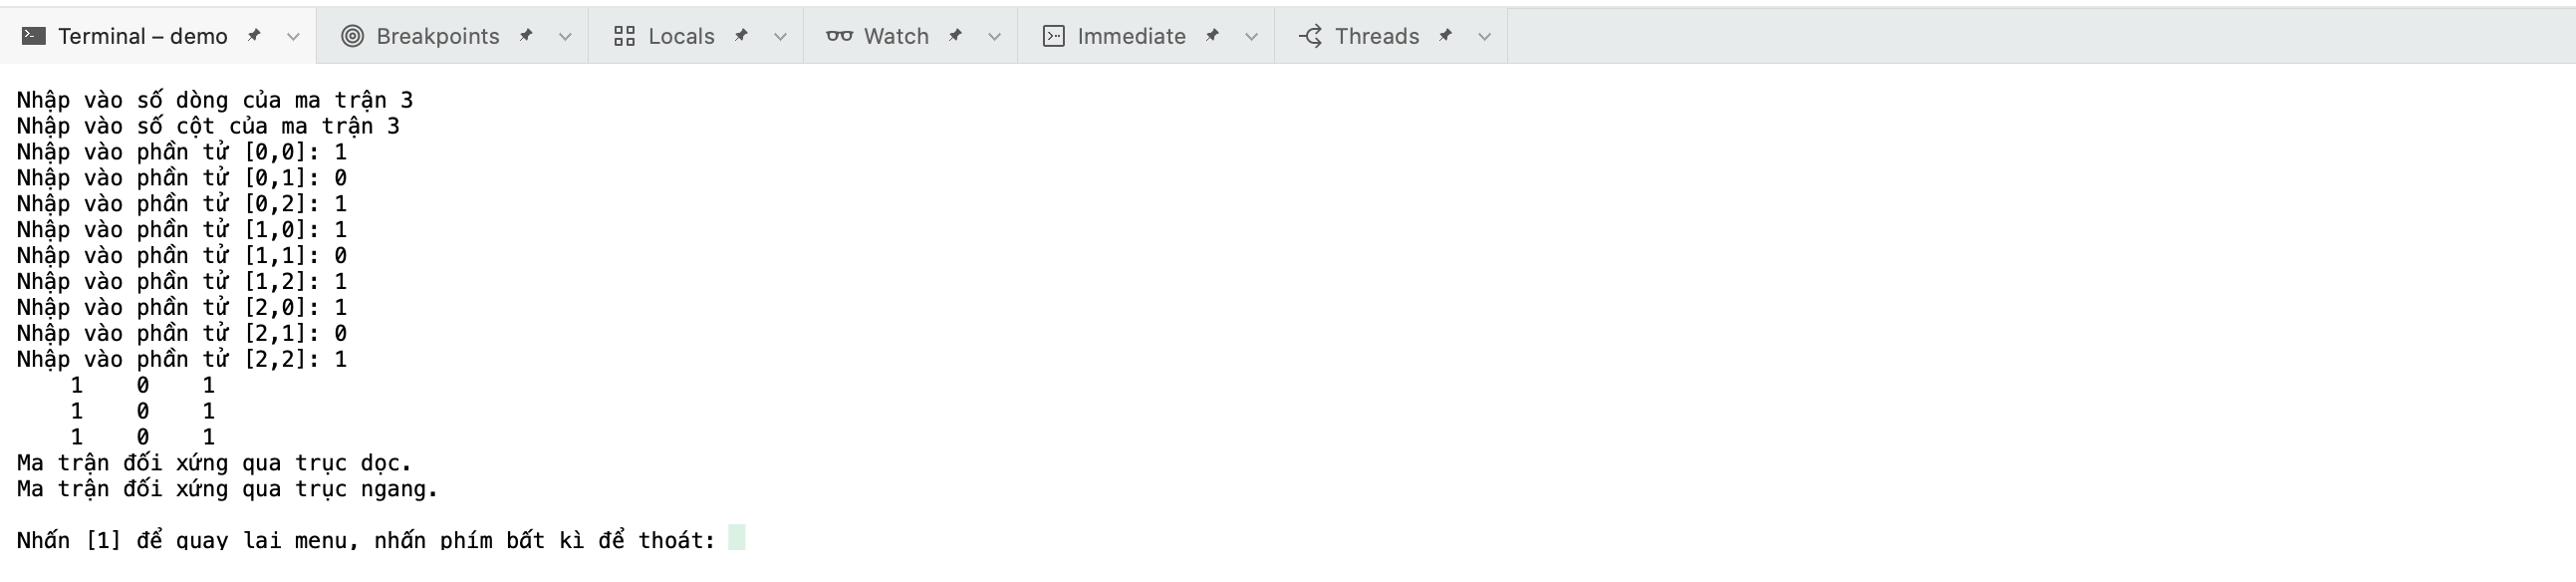 Terminal – demo Breakpoints Locals Watch Immediate Threads
Nhập vào số dòng của ma trận 3
Nhập vào số cột của ma trận 3
Nhập vào phần tử [0,0]: 1
Nhập vào phần tử [0,1]: 0
Nhập vào phần tử [0,2]: 1
Nhập vào phần tử [1,0]: 1
Nhập vào phần tử [1,1]: 0
Nhập vào phần tử [1,2]: 1
Nhập vào phần tử [2,0]: 1
Nhập vào phần tử [2,1]: 0
Nhập vào phần tử [2,2]: 1
1 0 1
1 0 1
1 0 1
Ma trận đối xứng qua trục dọc.
Ma trận đối xứng qua trục ngang.
Nhấn [1] để quay lại menu, nhấn phím bất kì để thoát: